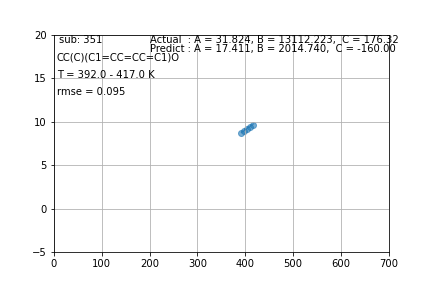 sub: 351
Actual : A = 31.824, B = 13112.223, C = 176.32
Predict : A = 17.411, B = 2014.740, C = -160.00
CC(C)(C1=CC=CC=C1)O
T = 392.0 - 417.0 K
rmse = 0.095
20
15
10
5
0
−5
0 100 200 300 400 500 600 700